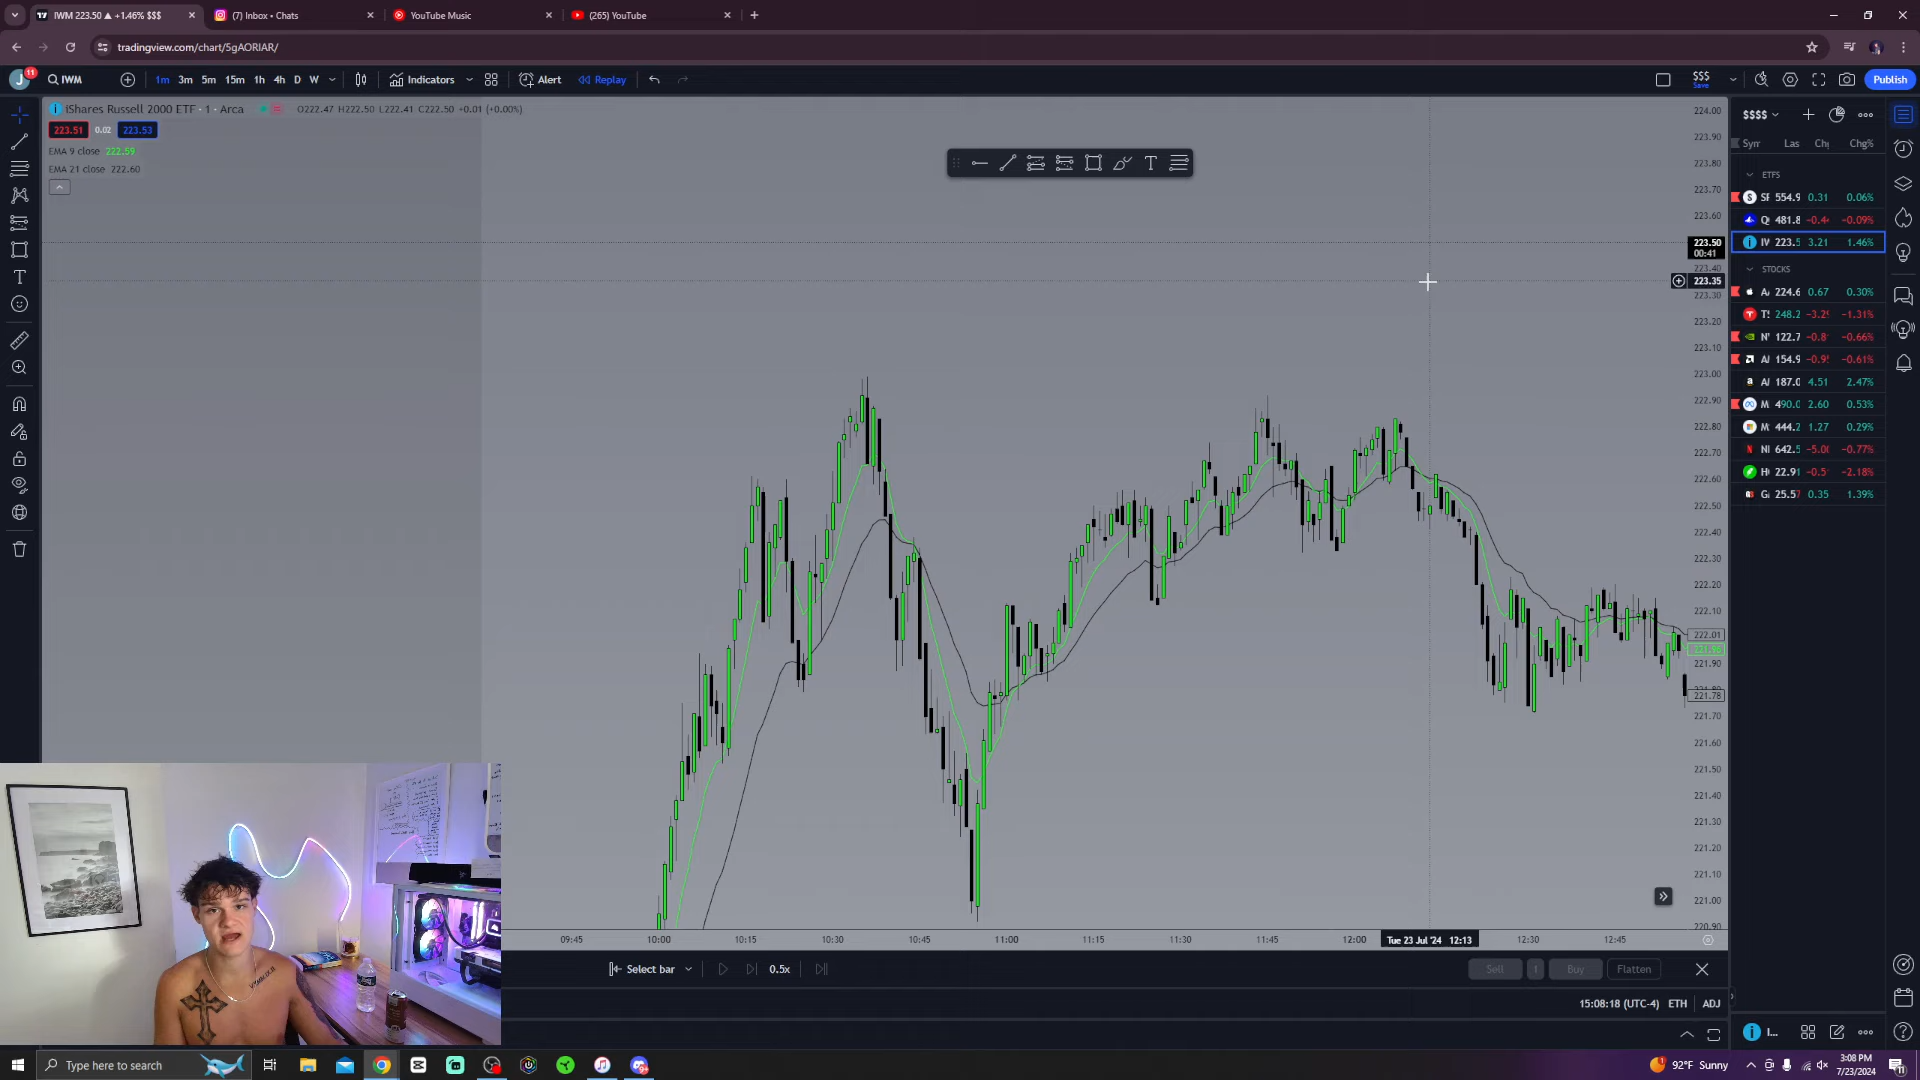 IWM 223.50 ▲ +1.46% $$$
(7) Inbox • Chats
YouTube Music
(265) YouTube
tradingview.com/chart/5gAORIAR/
J
11
IWM
1m 3m 5m 15m 1h 4h D W
Indicators
Alert
Replay
$$$
Save
Publish
iShares Russell 2000 ETF · 1 · Arca
O222.47 H222.50 L222.41 C222.50 +0.01 (+0.00%)
223.51 0.02 223.53
EMA 9 close 222.59
EMA 21 close 222.60
224.00
223.90
223.80
223.70
223.60
223.50
00:41
223.40
223.35
223.30
223.20
223.10
223.00
222.90
222.80
222.70
222.60
222.50
222.40
222.30
222.20
222.10
222.01
221.90
221.78
221.70
221.60
221.50
221.40
221.30
221.20
221.10
221.00
220.90
$$$$
Las
Chg%
ETFS
554.9 0.31 0.06%
481.8 -0.09%
223.5 3.21 1.46%
STOCKS
224.6 0.67 0.30%
248.2 -1.31%
122.7 -0.66%
154.9 -0.61%
187.0 4.51 2.47%
490.0 2.60 0.53%
444.2 1.27 0.29%
642.5 -0.77%
22.91 -2.18%
25.57 0.35 1.39%
09:45 10:00 10:15 10:30 10:45 11:00 11:15 11:30 11:45 12:00 Tue 23 Jul '24 12:13 12:30 12:45
Select bar
0.5x
Sell 1 Buy Flatten
15:08:18 (UTC-4) ETH ADJ
I...
Type here to search
92°F Sunny
3:08 PM
7/23/2024